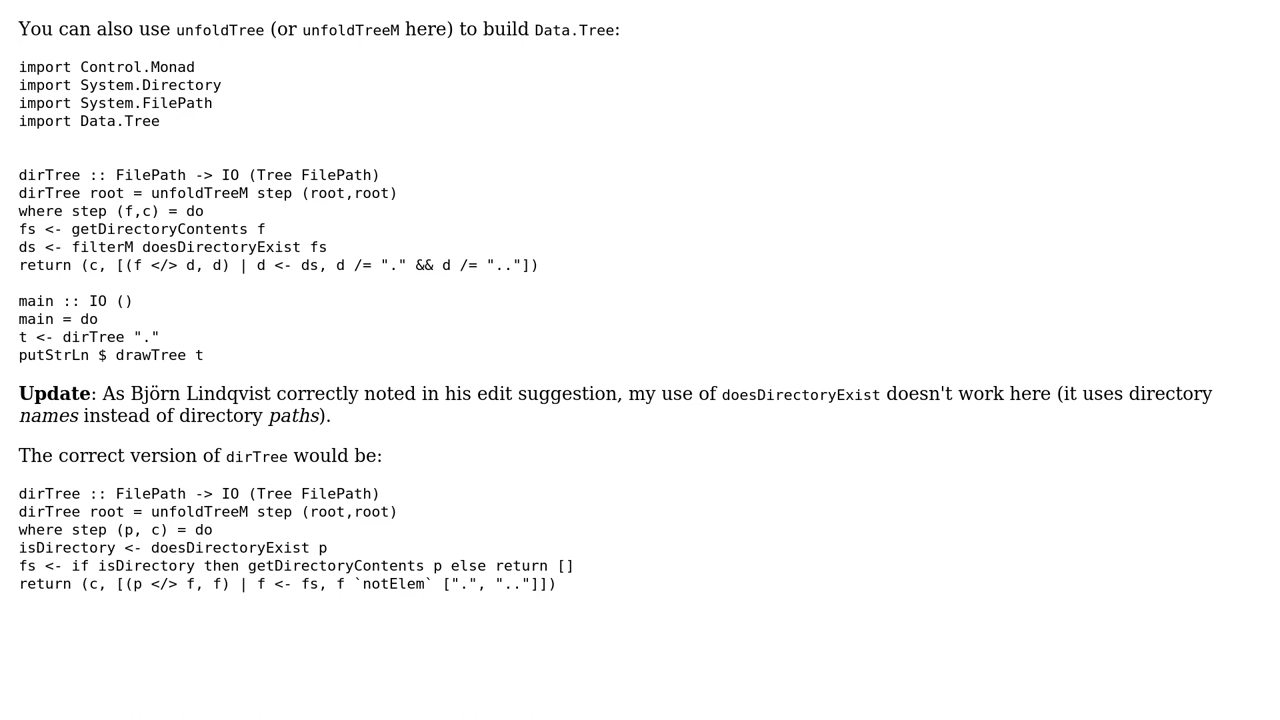 You can also use unfoldTree (or unfoldTreeM here) to build Data.Tree:
import Control.Monad
import System.Directory
import System.FilePath
import Data.Tree
dirTree :: FilePath -> IO (Tree FilePath)
dirTree root = unfoldTreeM step (root,root)
where step (f,c) = do
fs <- getDirectoryContents f
ds <- filterM doesDirectoryExist fs
return (c, [(f </> d, d) | d <- ds, d /= "." && d /= ".."])
main :: IO ()
main = do
t <- dirTree "."
putStrLn $ drawTree t
Update: As Björn Lindqvist correctly noted in his edit suggestion, my use of doesDirectoryExist doesn't work here (it uses directory
names instead of directory paths).
The correct version of dirTree would be:
dirTree :: FilePath -> IO (Tree FilePath)
dirTree root = unfoldTreeM step (root,root)
where step (p, c) = do
isDirectory <- doesDirectoryExist p
fs <- if isDirectory then getDirectoryContents p else return []
return (c, [(p </> f, f) | f <- fs, f `notElem` [".", ".."]])